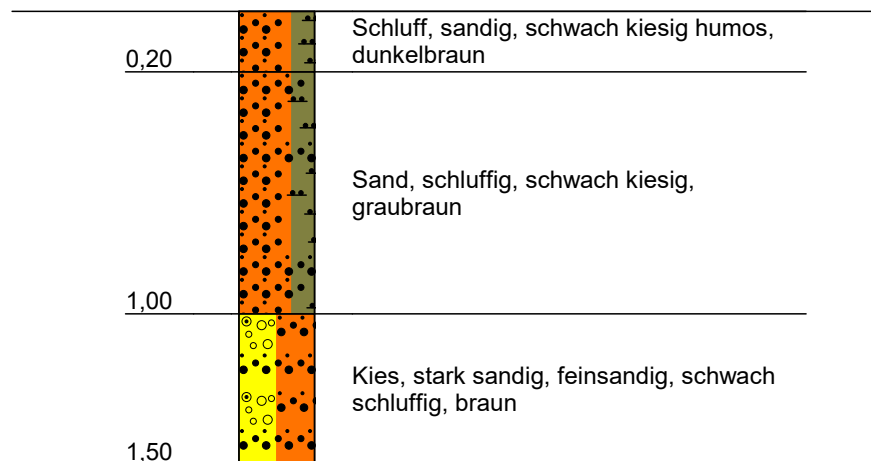 Schluff, sandig, schwach kiesig humos,
dunkelbraun
0,20
Sand, schluffig, schwach kiesig,
graubraun
1,00
Kies, stark sandig, feinsandig, schwach
schluffig, braun
1,50